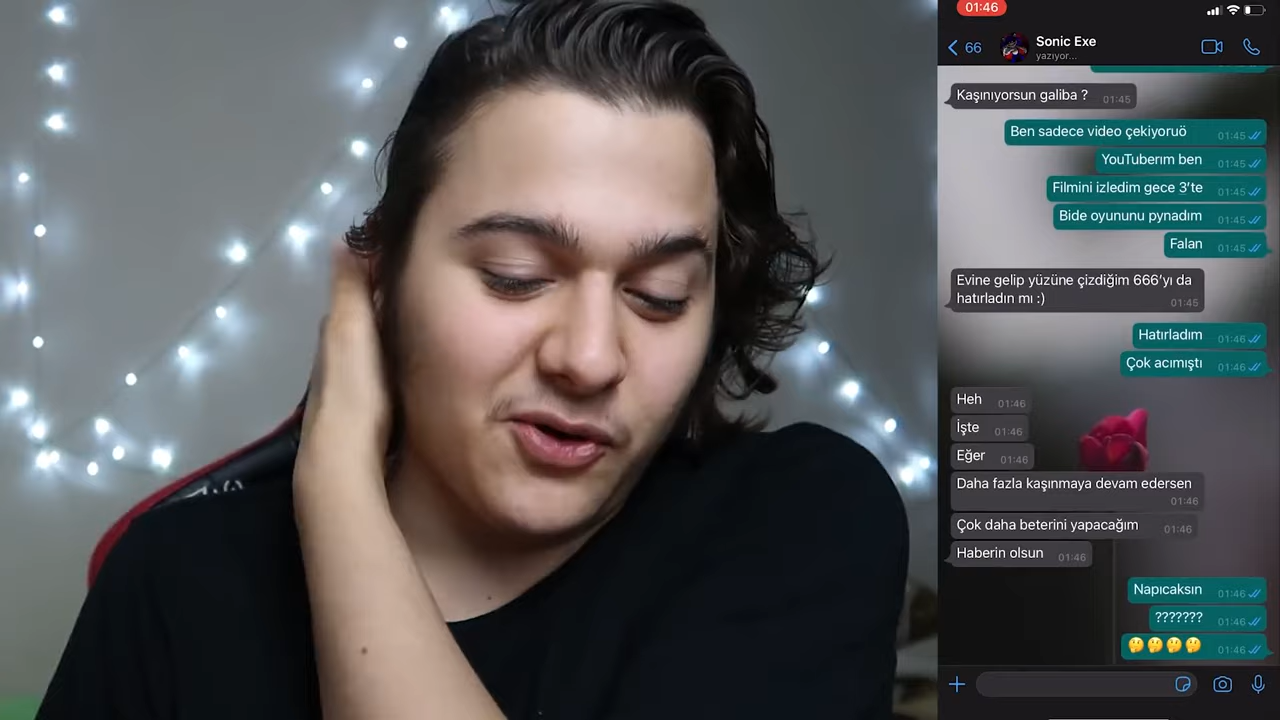 01:46
66
Sonic Exe
yazıyor...
Kaşınıyorsun galiba ? 01:45
Ben sadece video çekiyoruö 01:45
YouTuberım ben 01:45
Filmini izledim gece 3'te 01:45
Bide oyununu pynadım 01:45
Falan 01:45
Evine gelip yüzüne çizdiğim 666'yı da
hatırladın mı :) 01:45
Hatırladım 01:46
Çok acımıştı 01:46
Heh 01:46
İşte 01:46
Eğer 01:46
Daha fazla kaşınmaya devam edersen
01:46
Çok daha beterini yapacağım 01:46
Haberin olsun 01:46
Napıcaksın 01:46
??????? 01:46
🤔🤔🤔🤔 01:46